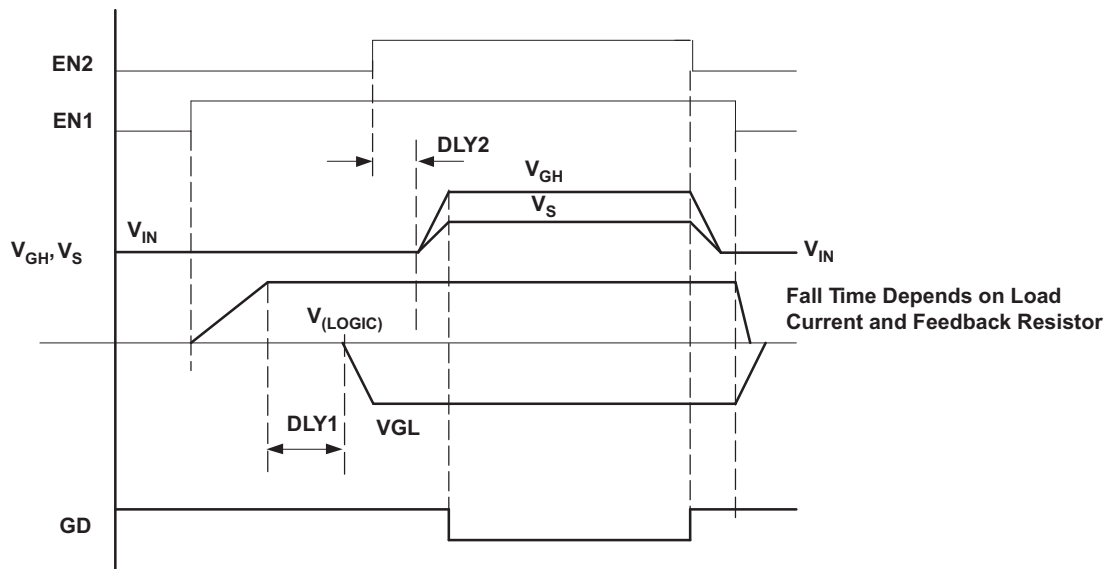 EN2
EN1
DLY2
V_GH
V_S
V_IN
V_GH, V_S
V_IN
Fall Time Depends on Load
Current and Feedback Resistor
V_(LOGIC)
DLY1
VGL
GD